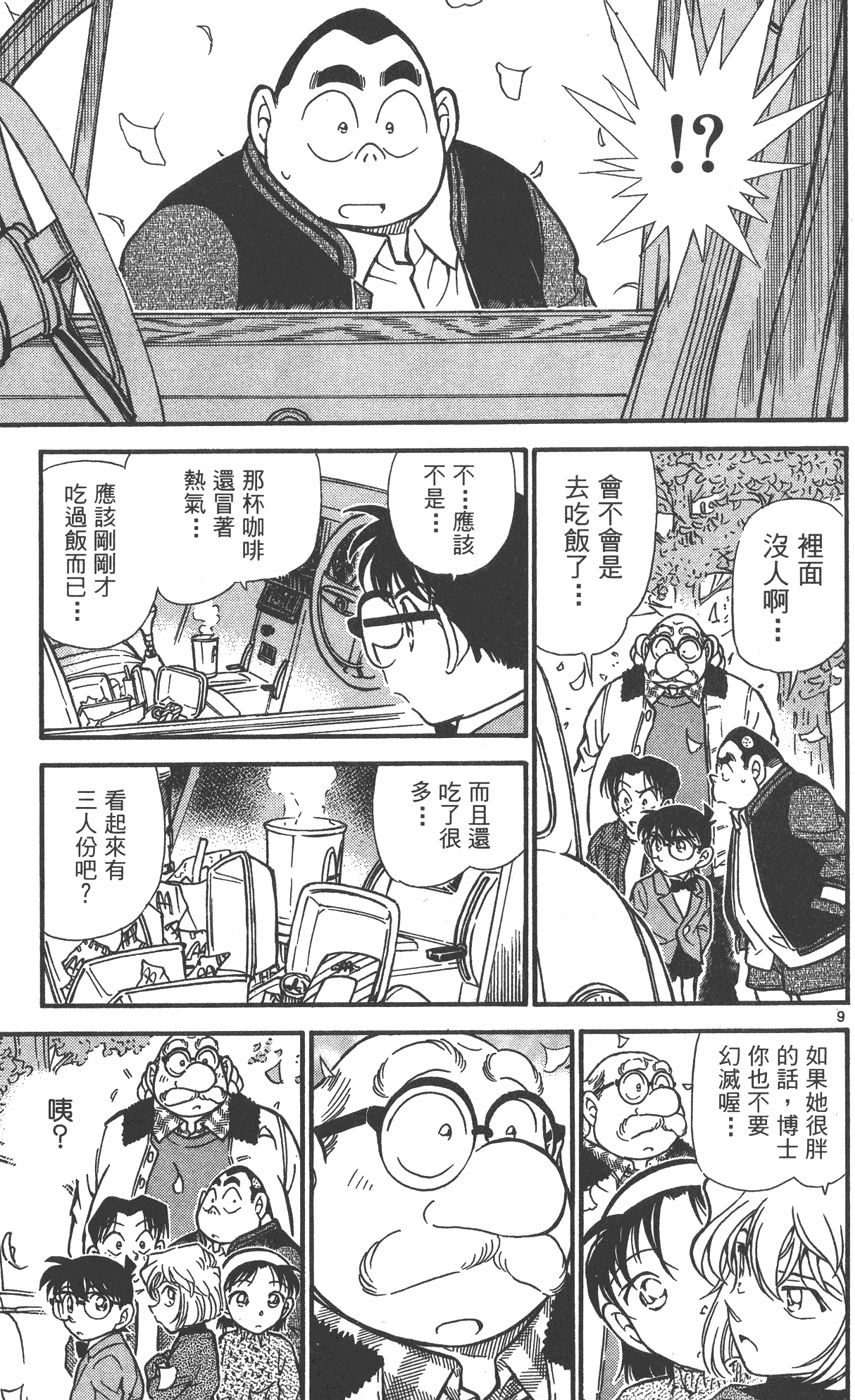 !?
裡面
沒人啊…
會不會是
去吃飯了…
不…應該
不是…
那杯咖啡
還冒著
熱氣…
應該剛剛才
吃過飯而已…
而且還
吃了很
多…
看起來有
三人份吧？
9
如果她很胖
的話，博士
你也不要
幻滅喔…
咦？